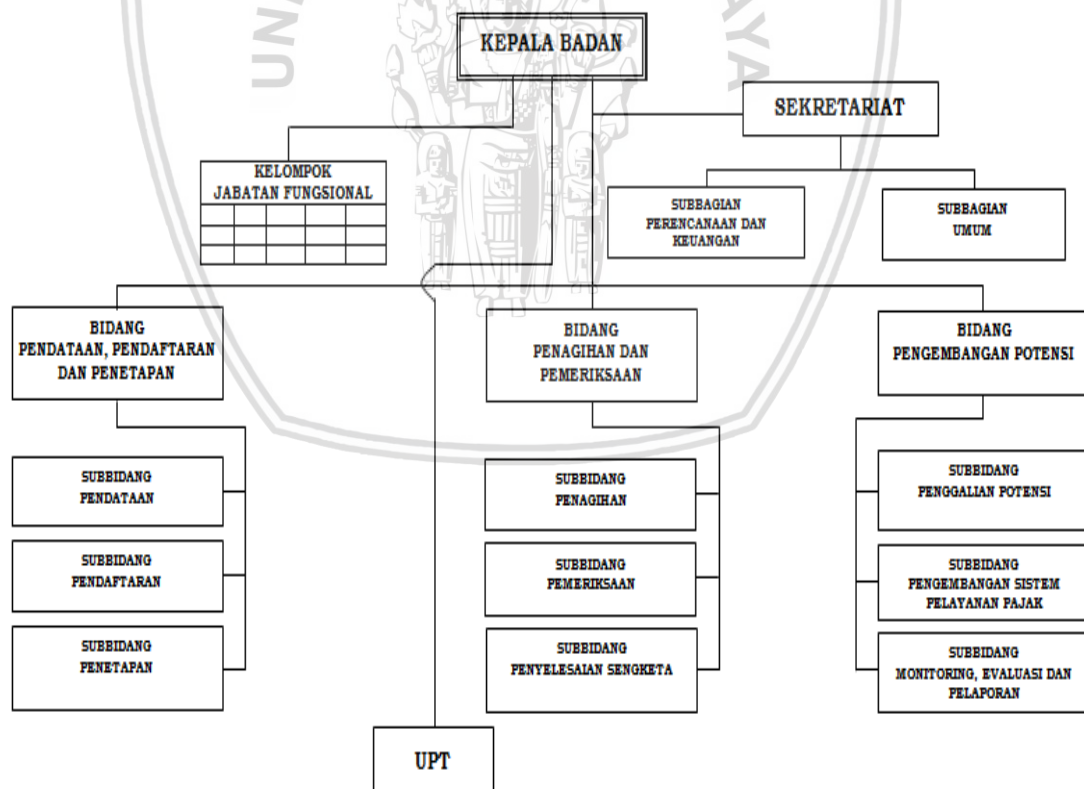 KEPALA BADAN
SEKRETARIAT
KELOMPOK
JABATAN FUNGSIONAL
SUBBAGIAN
PERENCANAAN DAN
KEUANGAN
SUBBAGIAN
UMUM
BIDANG
PENDATAAN, PENDAFTARAN
DAN PENETAPAN
BIDANG
PENAGIHAN DAN
PEMERIKSAAN
BIDANG
PENGEMBANGAN POTENSI
SUBBIDANG
PENDATAAN
SUBBIDANG
PENDAFTARAN
SUBBIDANG
PENETAPAN
SUBBIDANG
PENAGIHAN
SUBBIDANG
PEMERIKSAAN
SUBBIDANG
PENYELESAIAN SENGKETA
SUBBIDANG
PENGGALIAN POTENSI
SUBBIDANG
PENGEMBANGAN SISTEM
PELAYANAN PAJAK
SUBBIDANG
MONITORING, EVALUASI DAN
PELAPORAN
UPT